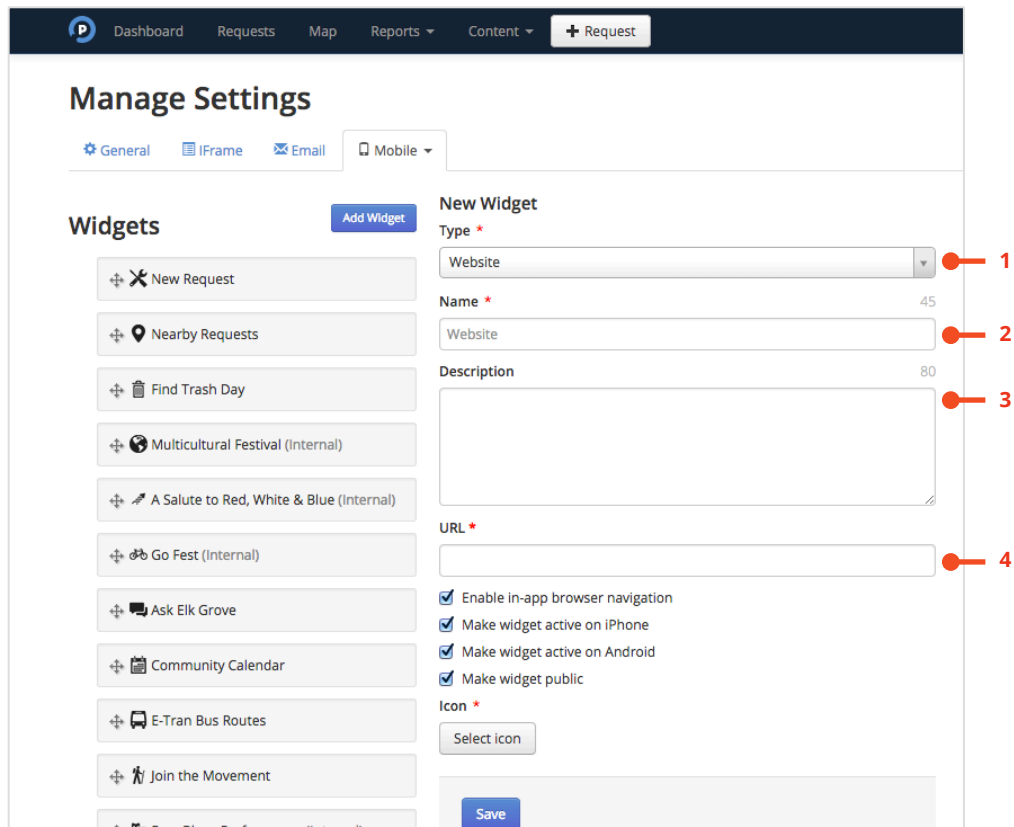 P Dashboard Requests Map Reports Content + Request
Manage Settings
General IFrame Email Mobile
Widgets Add Widget
New Request
Nearby Requests
Find Trash Day
Multicultural Festival (Internal)
A Salute to Red, White & Blue (Internal)
Go Fest (Internal)
Ask Elk Grove
Community Calendar
E-Tran Bus Routes
Join the Movement
New Widget
Type *
Website 1
Name * 45
Website 2
Description 80
3
URL *
4
Enable in-app browser navigation
Make widget active on iPhone
Make widget active on Android
Make widget public
Icon *
Select icon
Save